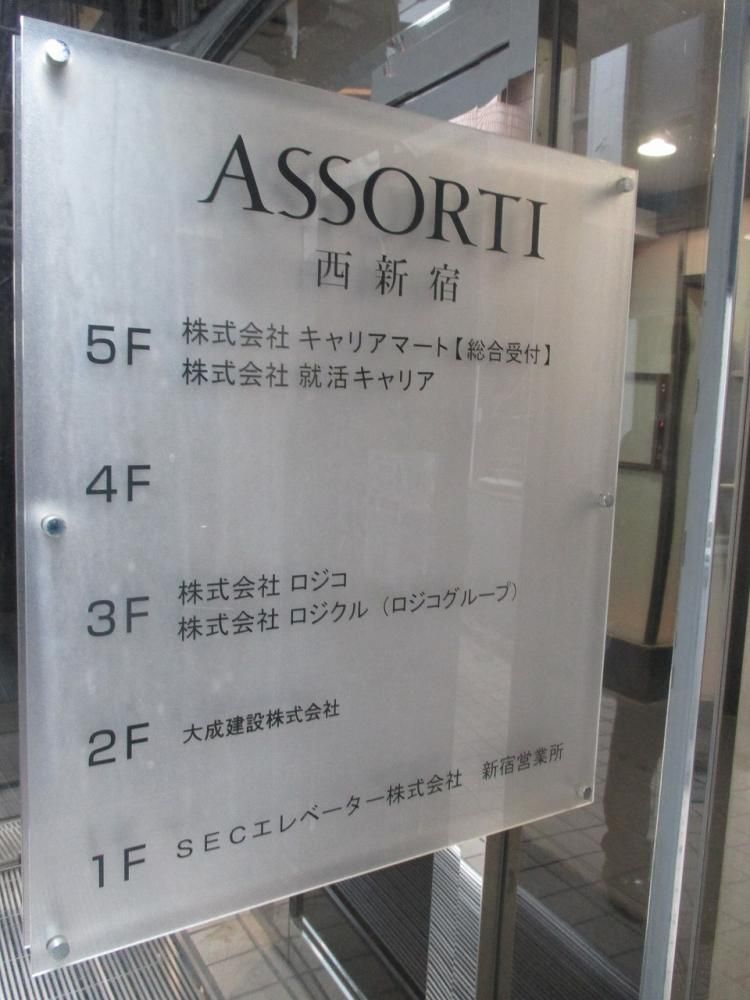 ASSORTI
西新宿
5F 株式会社 キャリアマート【総合受付】
株式会社 就活キャリア
4F
3F 株式会社 ロジコ
株式会社 ロジクル（ロジコグループ）
2F 大成建設株式会社
1F SECエレベーター株式会社 新宿営業所